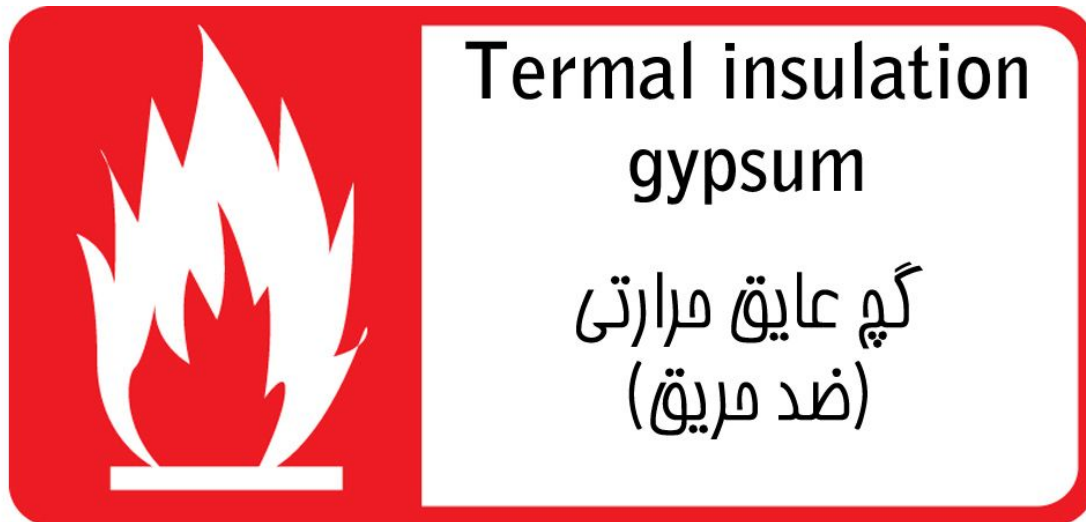 Termal insulation
gypsum
گچ عایق حرارتی
(ضد حریق)